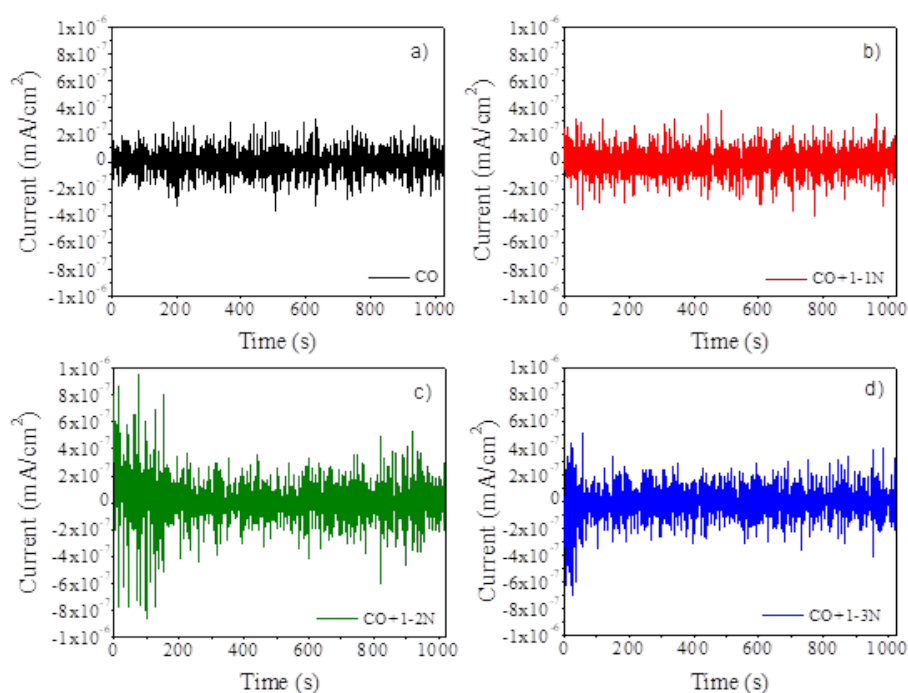 a)
Current (mA/cm²)
1x10⁻⁶
8x10⁻⁷
6x10⁻⁷
4x10⁻⁷
2x10⁻⁷
0
-2x10⁻⁷
-4x10⁻⁷
-6x10⁻⁷
-8x10⁻⁷
-1x10⁻⁶
CO
0 200 400 600 800 1000
Time (s)
b)
Current (mA/cm²)
1x10⁻⁶
8x10⁻⁷
6x10⁻⁷
4x10⁻⁷
2x10⁻⁷
0
-2x10⁻⁷
-4x10⁻⁷
-6x10⁻⁷
-8x10⁻⁷
-1x10⁻⁶
CO+1-1N
0 200 400 600 800 1000
Time (s)
c)
Current (mA/cm²)
1x10⁻⁶
8x10⁻⁷
6x10⁻⁷
4x10⁻⁷
2x10⁻⁷
0
-2x10⁻⁷
-4x10⁻⁷
-6x10⁻⁷
-8x10⁻⁷
-1x10⁻⁶
CO+1-2N
0 200 400 600 800 1000
Time (s)
d)
Current (mA/cm²)
1x10⁻⁶
8x10⁻⁷
6x10⁻⁷
4x10⁻⁷
2x10⁻⁷
0
-2x10⁻⁷
-4x10⁻⁷
-6x10⁻⁷
-8x10⁻⁷
-1x10⁻⁶
CO+1-3N
0 200 400 600 800 1000
Time (s)